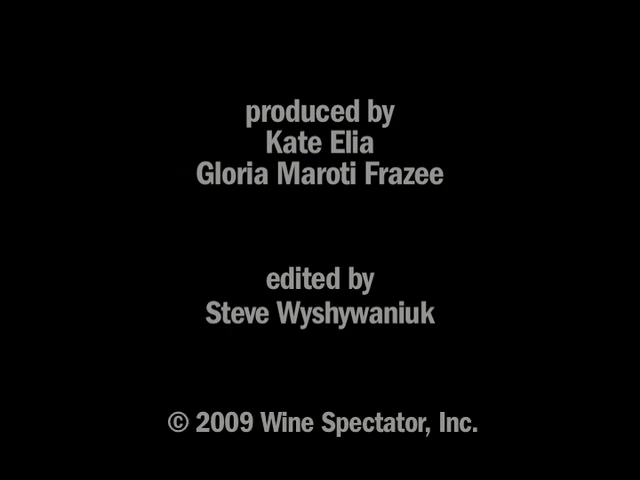 produced by
Kate Elia
Gloria Maroti Frazee
edited by
Steve Wyshywaniuk
© 2009 Wine Spectator, Inc.